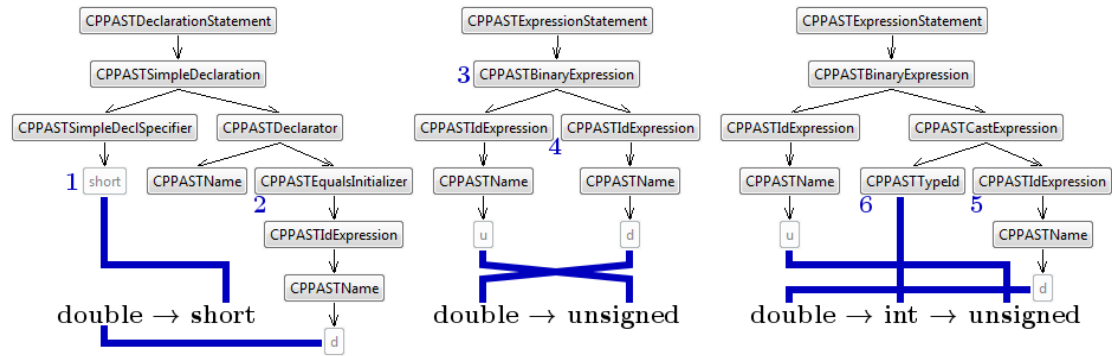 CPPASTDeclarationStatement
CPPASTSimpleDeclaration
CPPASTSimpleDeclSpecifier CPPASTDeclarator
1 short CPPASTName CPPASTEqualsInitializer
2
CPPASTIdExpression
CPPASTName
double → short
d
CPPASTExpressionStatement
3 CPPASTBinaryExpression
CPPASTIdExpression 4 CPPASTIdExpression
CPPASTName CPPASTName
u d
double → unsigned
CPPASTExpressionStatement
CPPASTBinaryExpression
CPPASTIdExpression CPPASTCastExpression
CPPASTName CPPASTTypeId CPPASTIdExpression
6 5
u CPPASTName
d
double → int → unsigned